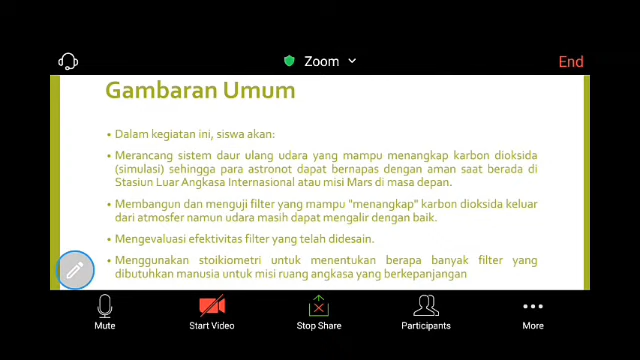 Zoom
End
Gambaran Umum
• Dalam kegiatan ini, siswa akan:
• Merancang sistem daur ulang udara yang mampu menangkap karbon dioksida
(simulasi) sehingga para astronot dapat bernapas dengan aman saat berada di
Stasiun Luar Angkasa Internasional atau misi Mars di masa depan.
• Membangun dan menguji filter yang mampu "menangkap" karbon dioksida keluar
dari atmosfer namun udara masih dapat mengalir dengan baik.
• Mengevaluasi efektivitas filter yang telah didesain.
• Menggunakan stoikiometri untuk menentukan berapa banyak filter yang
dibutuhkan manusia untuk misi ruang angkasa yang berkepanjangan
Mute
Start Video
Stop Share
Participants
More